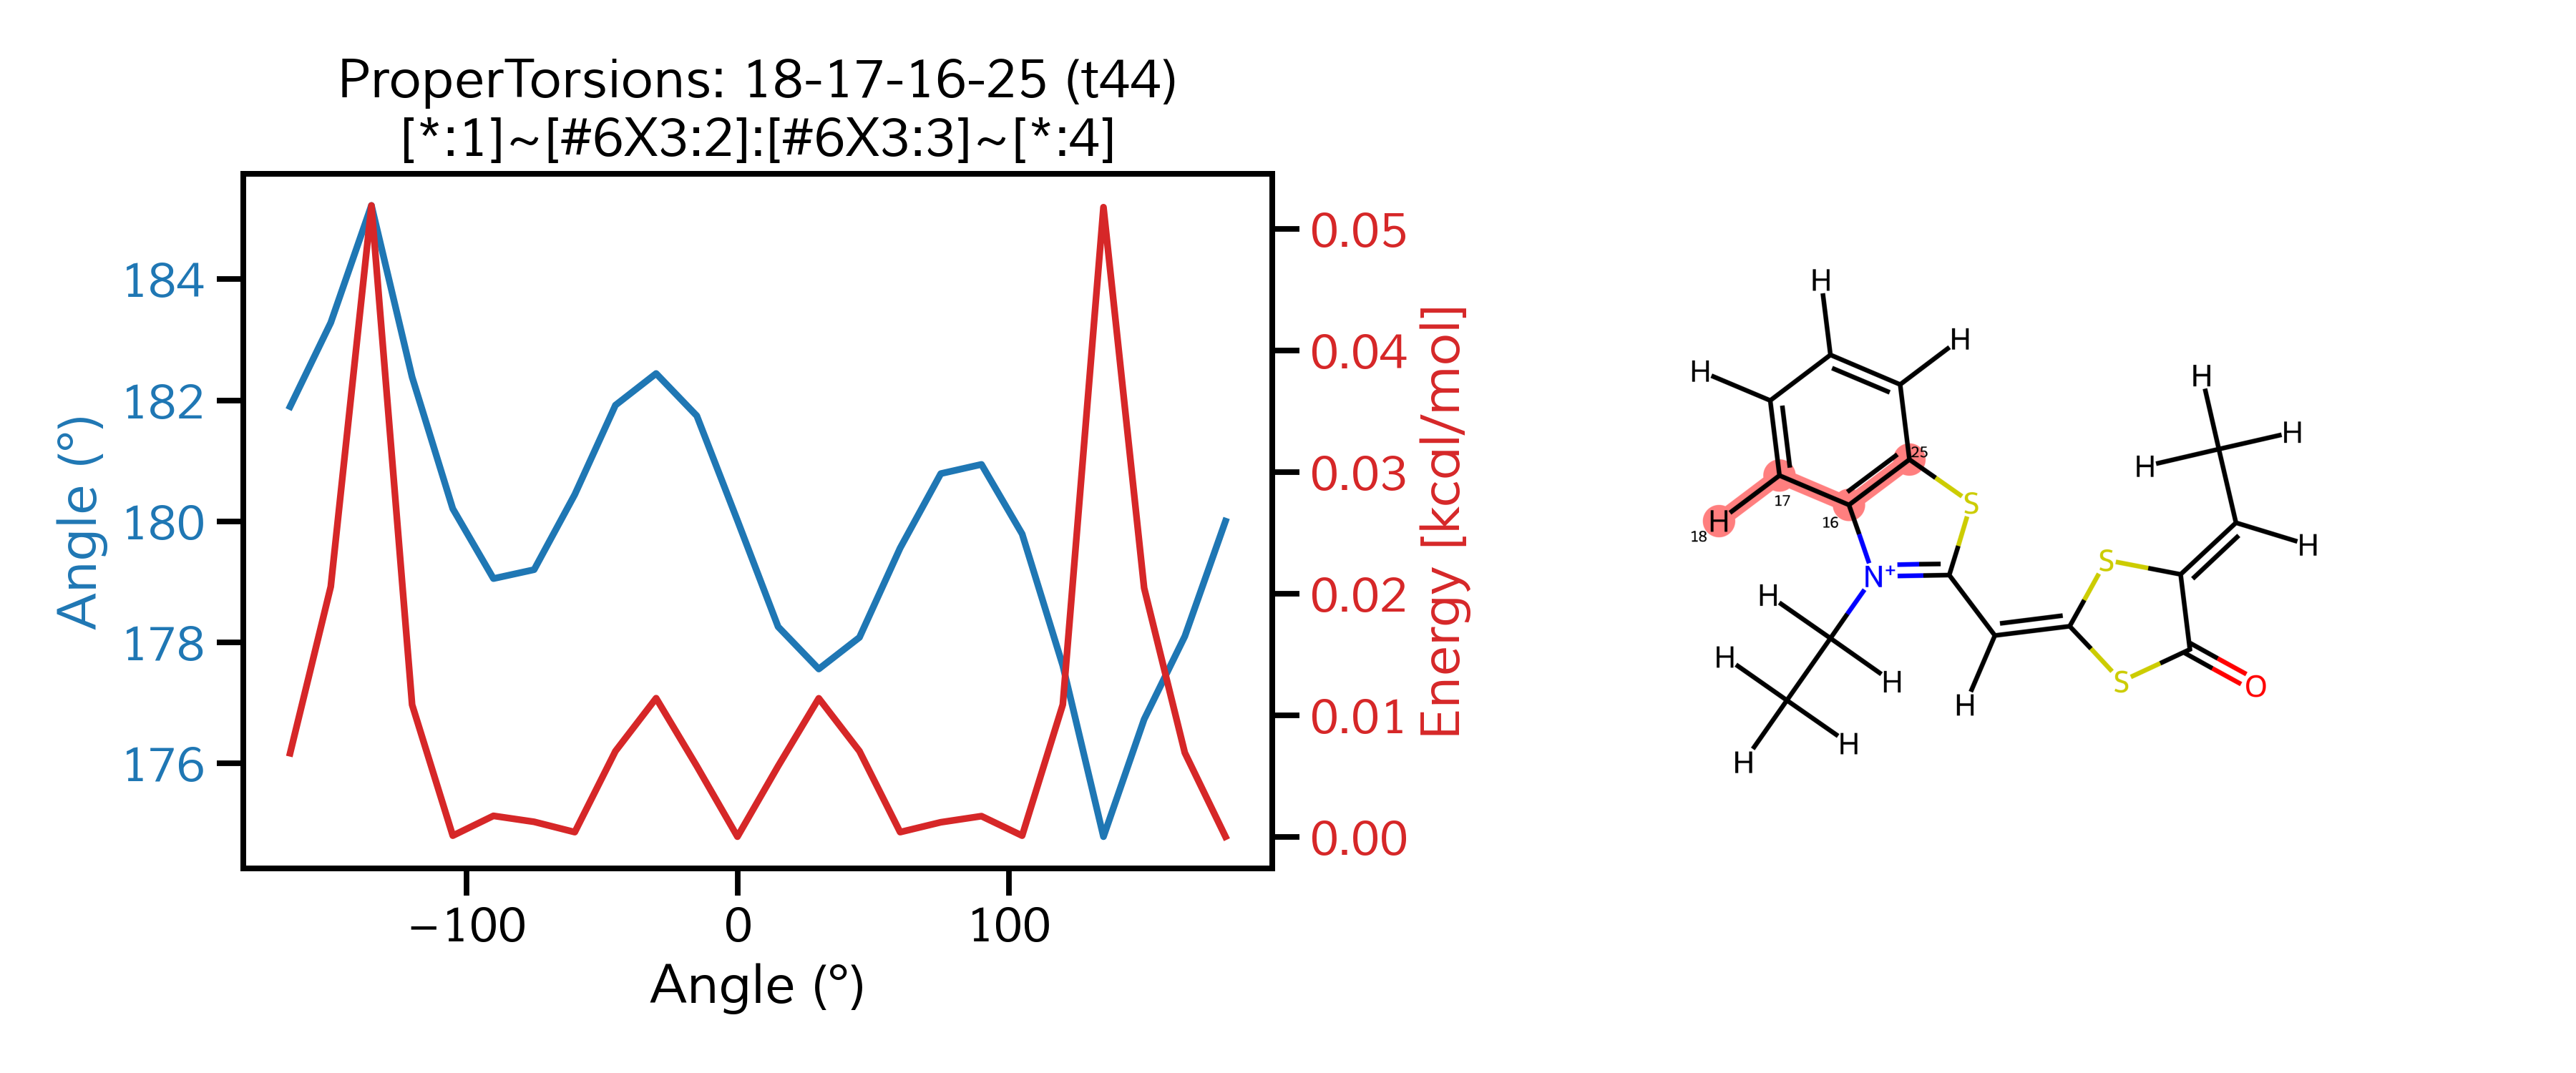 ProperTorsions: 18-17-16-25 (t44)
[*:1]~[#6X3:2]:[#6X3:3]~[*:4]
184
182
180
178
176
Angle (°)
0.05
0.04
0.03
0.02
0.01
0.00
Energy [kcal/mol]
−100
0
100
Angle (°)
H
H
H
H
H
25
H
17
S
H
16
18
S
H
N⁺
H
H
H
S
O
H
H
H
H